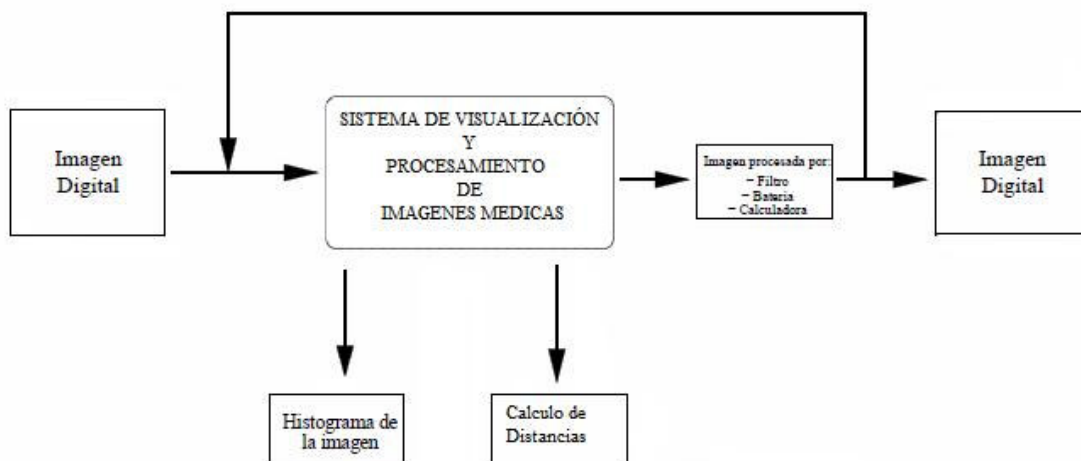 Imagen
Digital
SISTEMA DE VISUALIZACIÓN
Y
PROCESAMIENTO
DE
IMAGENES MEDICAS
Imagen procesada por:
– Filtro
– Bateria
– Calculadora
Imagen
Digital
Histograma de
la imagen
Calculo de
Distancias